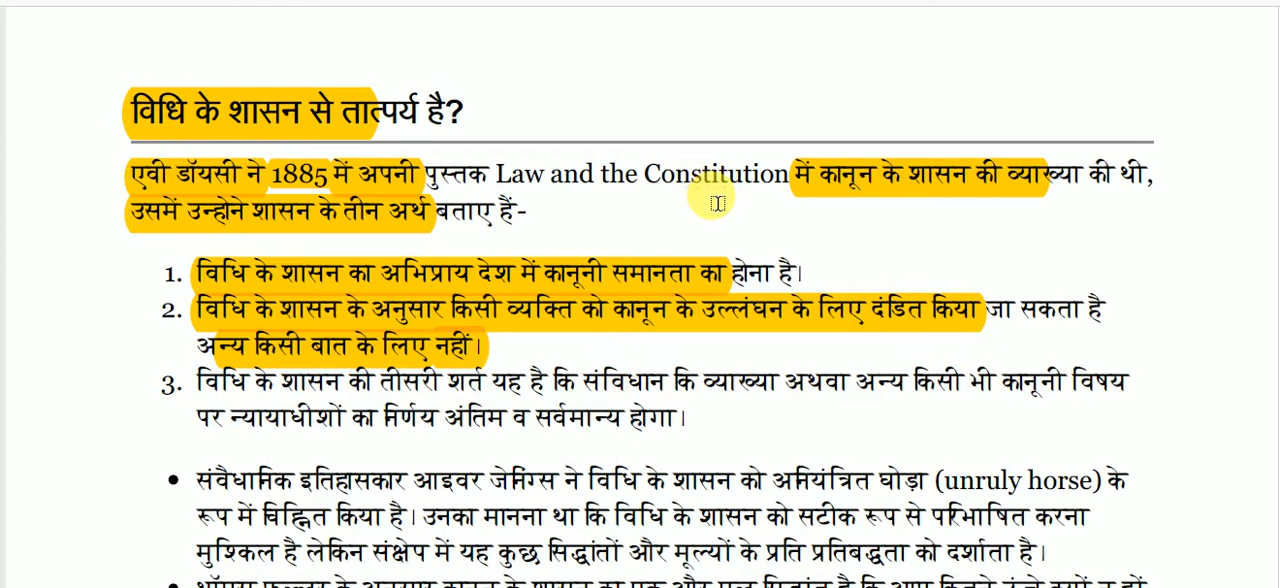 विधि के शासन से तात्पर्य है?
एवी डॉयसी ने 1885 में अपनी पुस्तक Law and the Constitution में कानून के शासन की व्याख्या की थी,
उसमें उन्होने शासन के तीन अर्थ बताए हैं-
1. विधि के शासन का अभिप्राय देश में कानूनी समानता का होना है।
2. विधि के शासन के अनुसार किसी व्यक्ति को कानून के उल्लंघन के लिए दंडित किया जा सकता है
अन्य किसी बात के लिए नहीं।
3. विधि के शासन की तीसरी शर्त यह है कि संविधान कि व्याख्या अथवा अन्य किसी भी कानूनी विषय
पर न्यायाधीशों का निर्णय अंतिम व सर्वमान्य होगा।
• संवैधानिक इतिहासकार आइवर जेनिंग्स ने विधि के शासन को अनियंत्रित घोड़ा (unruly horse) के
रूप में चिह्नित किया है। उनका मानना था कि विधि के शासन को सटीक रूप से परिभाषित करना
मुश्किल है लेकिन संक्षेप में यह कुछ सिद्धांतों और मूल्यों के प्रति प्रतिबद्धता को दर्शाता है।